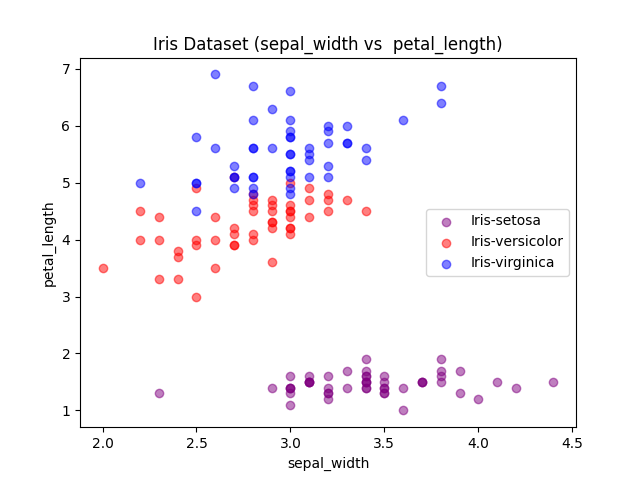 Iris Dataset (sepal_width vs  petal_length)
7
6
5
4
3
2
1
petal_length
Iris-setosa
Iris-versicolor
Iris-virginica
2.0 2.5 3.0 3.5 4.0 4.5
sepal_width